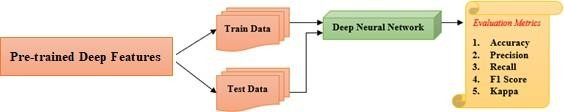 Pre-trained Deep Features
Train Data
Test Data
Deep Neural Network
Evaluation Metrics
1. Accuracy
2. Precision
3. Recall
4. F1 Score
5. Kappa